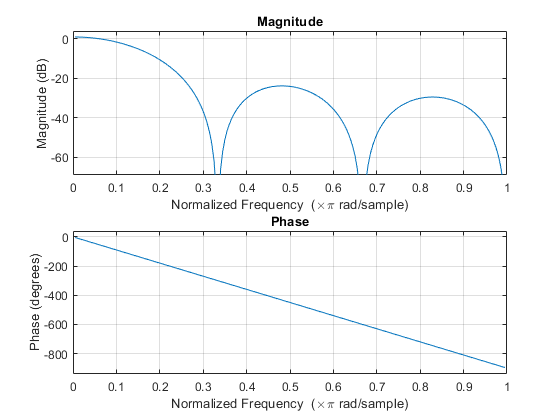 Magnitude
0
-20
-40
-60
Magnitude (dB)
0 0.1 0.2 0.3 0.4 0.5 0.6 0.7 0.8 0.9 1
Normalized Frequency (×π rad/sample)
Phase
0
-200
-400
-600
-800
Phase (degrees)
0 0.1 0.2 0.3 0.4 0.5 0.6 0.7 0.8 0.9 1
Normalized Frequency (×π rad/sample)